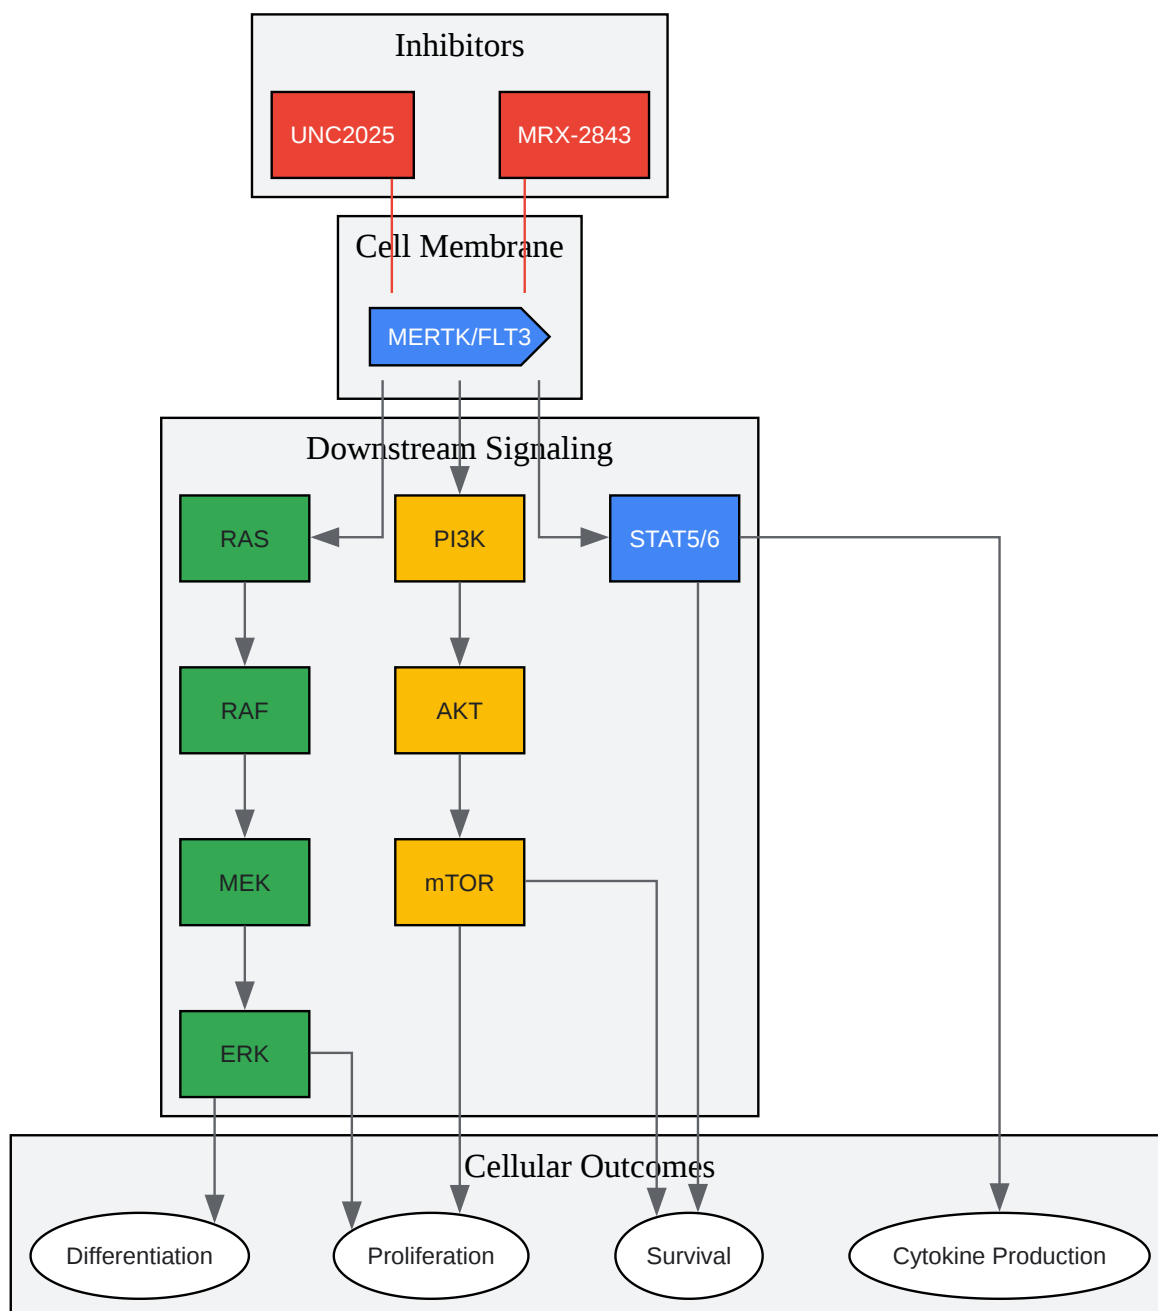 Inhibitors
UNC2025
MRX-2843
Cell Membrane
MERTK/FLT3
Downstream Signaling
RAS
PI3K
STAT5/6
RAF
AKT
MEK
mTOR
ERK
Cellular Outcomes
Differentiation
Proliferation
Survival
Cytokine Production